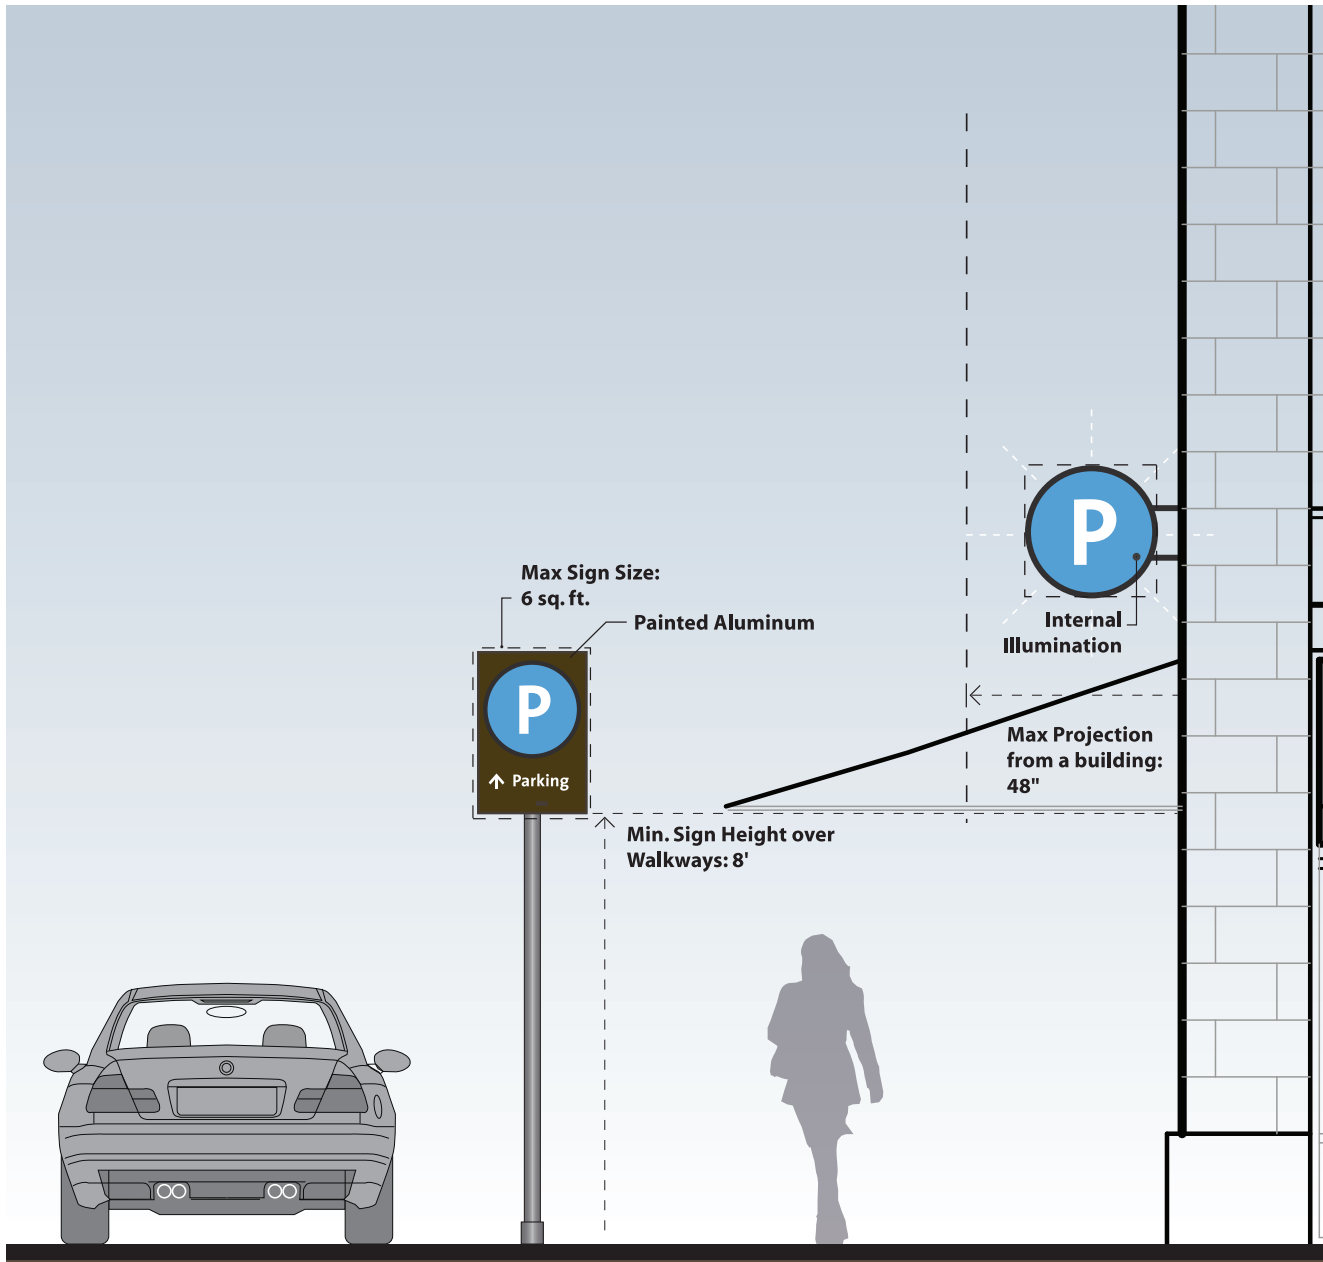 P
Max Sign Size:
6 sq. ft.
Painted Aluminum
Internal
Illumination
P
↑ Parking
Max Projection
from a building:
48"
Min. Sign Height over
Walkways: 8'